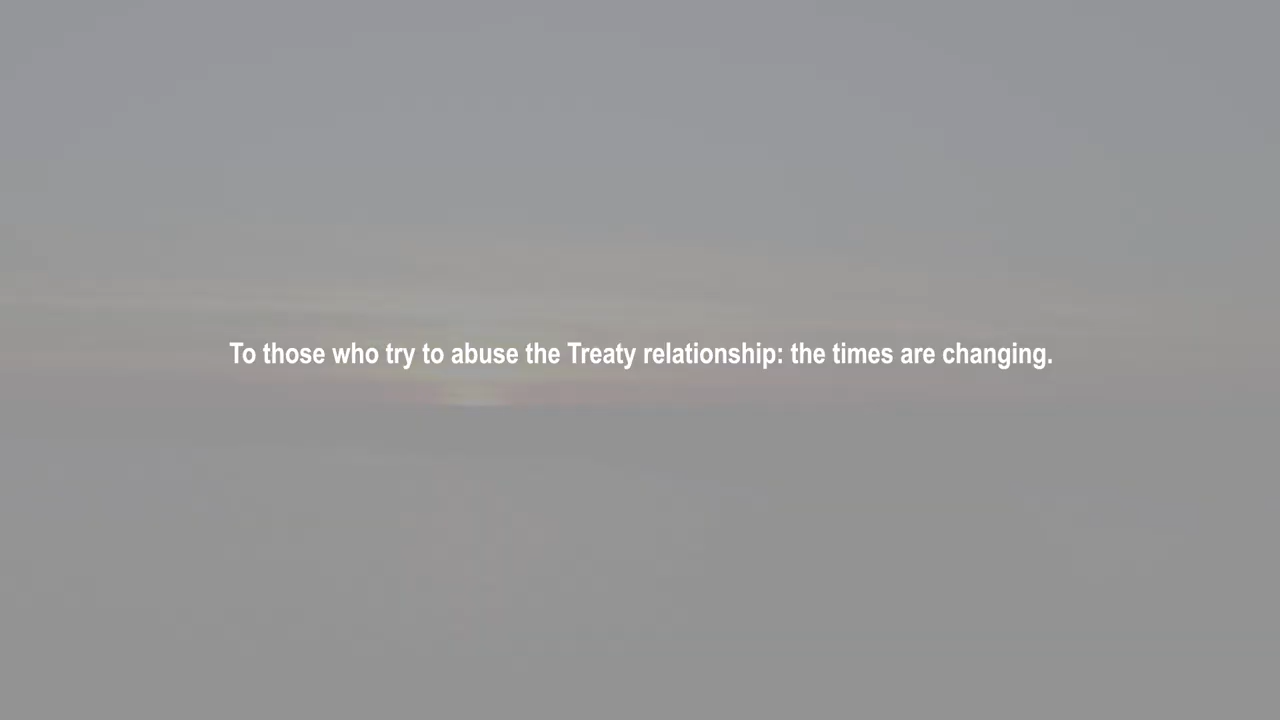 To those who try to abuse the Treaty relationship: the times are changing.